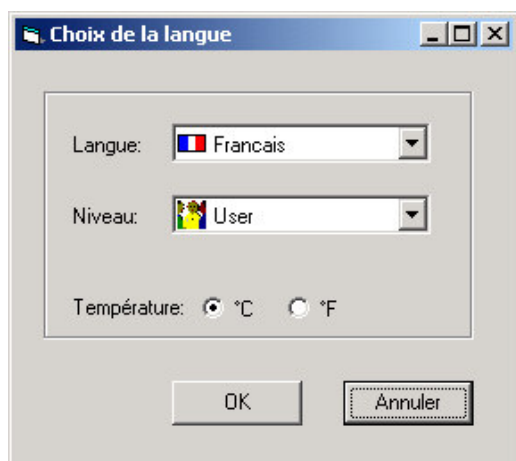 Choix de la langue
Langue: Francais
Niveau: User
Température: °C °F
OK Annuler